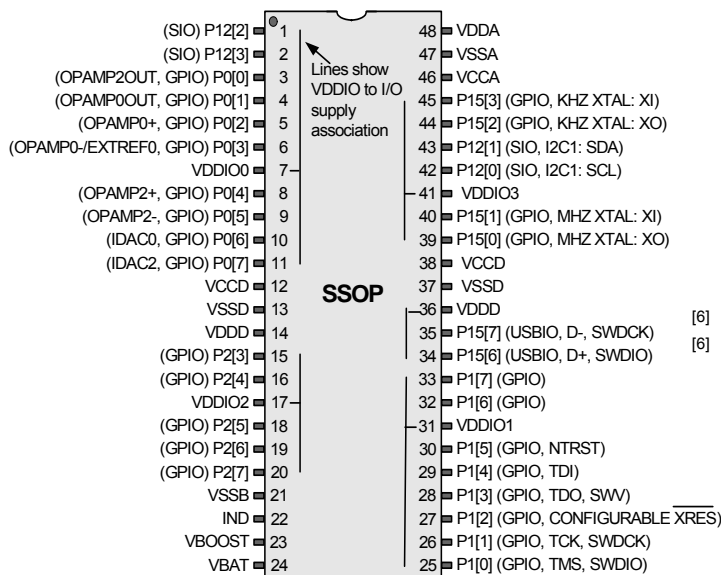 (SIO) P12[2] 1 48 VDDA
(SIO) P12[3] 2 47 VSSA
(OPAMP2OUT, GPIO) P0[0] 3 46 VCCA
(OPAMP0OUT, GPIO) P0[1] 4 45 P15[3] (GPIO, KHZ XTAL: XI)
(OPAMP0+, GPIO) P0[2] 5 44 P15[2] (GPIO, KHZ XTAL: XO)
(OPAMP0-/EXTREF0, GPIO) P0[3] 6 43 P12[1] (SIO, I2C1: SDA)
VDDIO0 7 42 P12[0] (SIO, I2C1: SCL)
(OPAMP2+, GPIO) P0[4] 8 41 VDDIO3
(OPAMP2-, GPIO) P0[5] 9 40 P15[1] (GPIO, MHZ XTAL: XI)
(IDAC0, GPIO) P0[6] 10 39 P15[0] (GPIO, MHZ XTAL: XO)
(IDAC2, GPIO) P0[7] 11 38 VCCD
VCCD 12 37 VSSD
VSSD 13 36 VDDD
VDDD 14 35 P15[7] (USBIO, D-, SWDCK) [6]
(GPIO) P2[3] 15 34 P15[6] (USBIO, D+, SWDIO) [6]
(GPIO) P2[4] 16 33 P1[7] (GPIO)
VDDIO2 17 32 P1[6] (GPIO)
(GPIO) P2[5] 18 31 VDDIO1
(GPIO) P2[6] 19 30 P1[5] (GPIO, NTRST)
(GPIO) P2[7] 20 29 P1[4] (GPIO, TDI)
VSSB 21 28 P1[3] (GPIO, TDO, SWV)
IND 22 27 P1[2] (GPIO, CONFIGURABLE XRES)
VBOOST 23 26 P1[1] (GPIO, TCK, SWDCK)
VBAT 24 25 P1[0] (GPIO, TMS, SWDIO)
Lines show
VDDIO to I/O
supply
association
SSOP